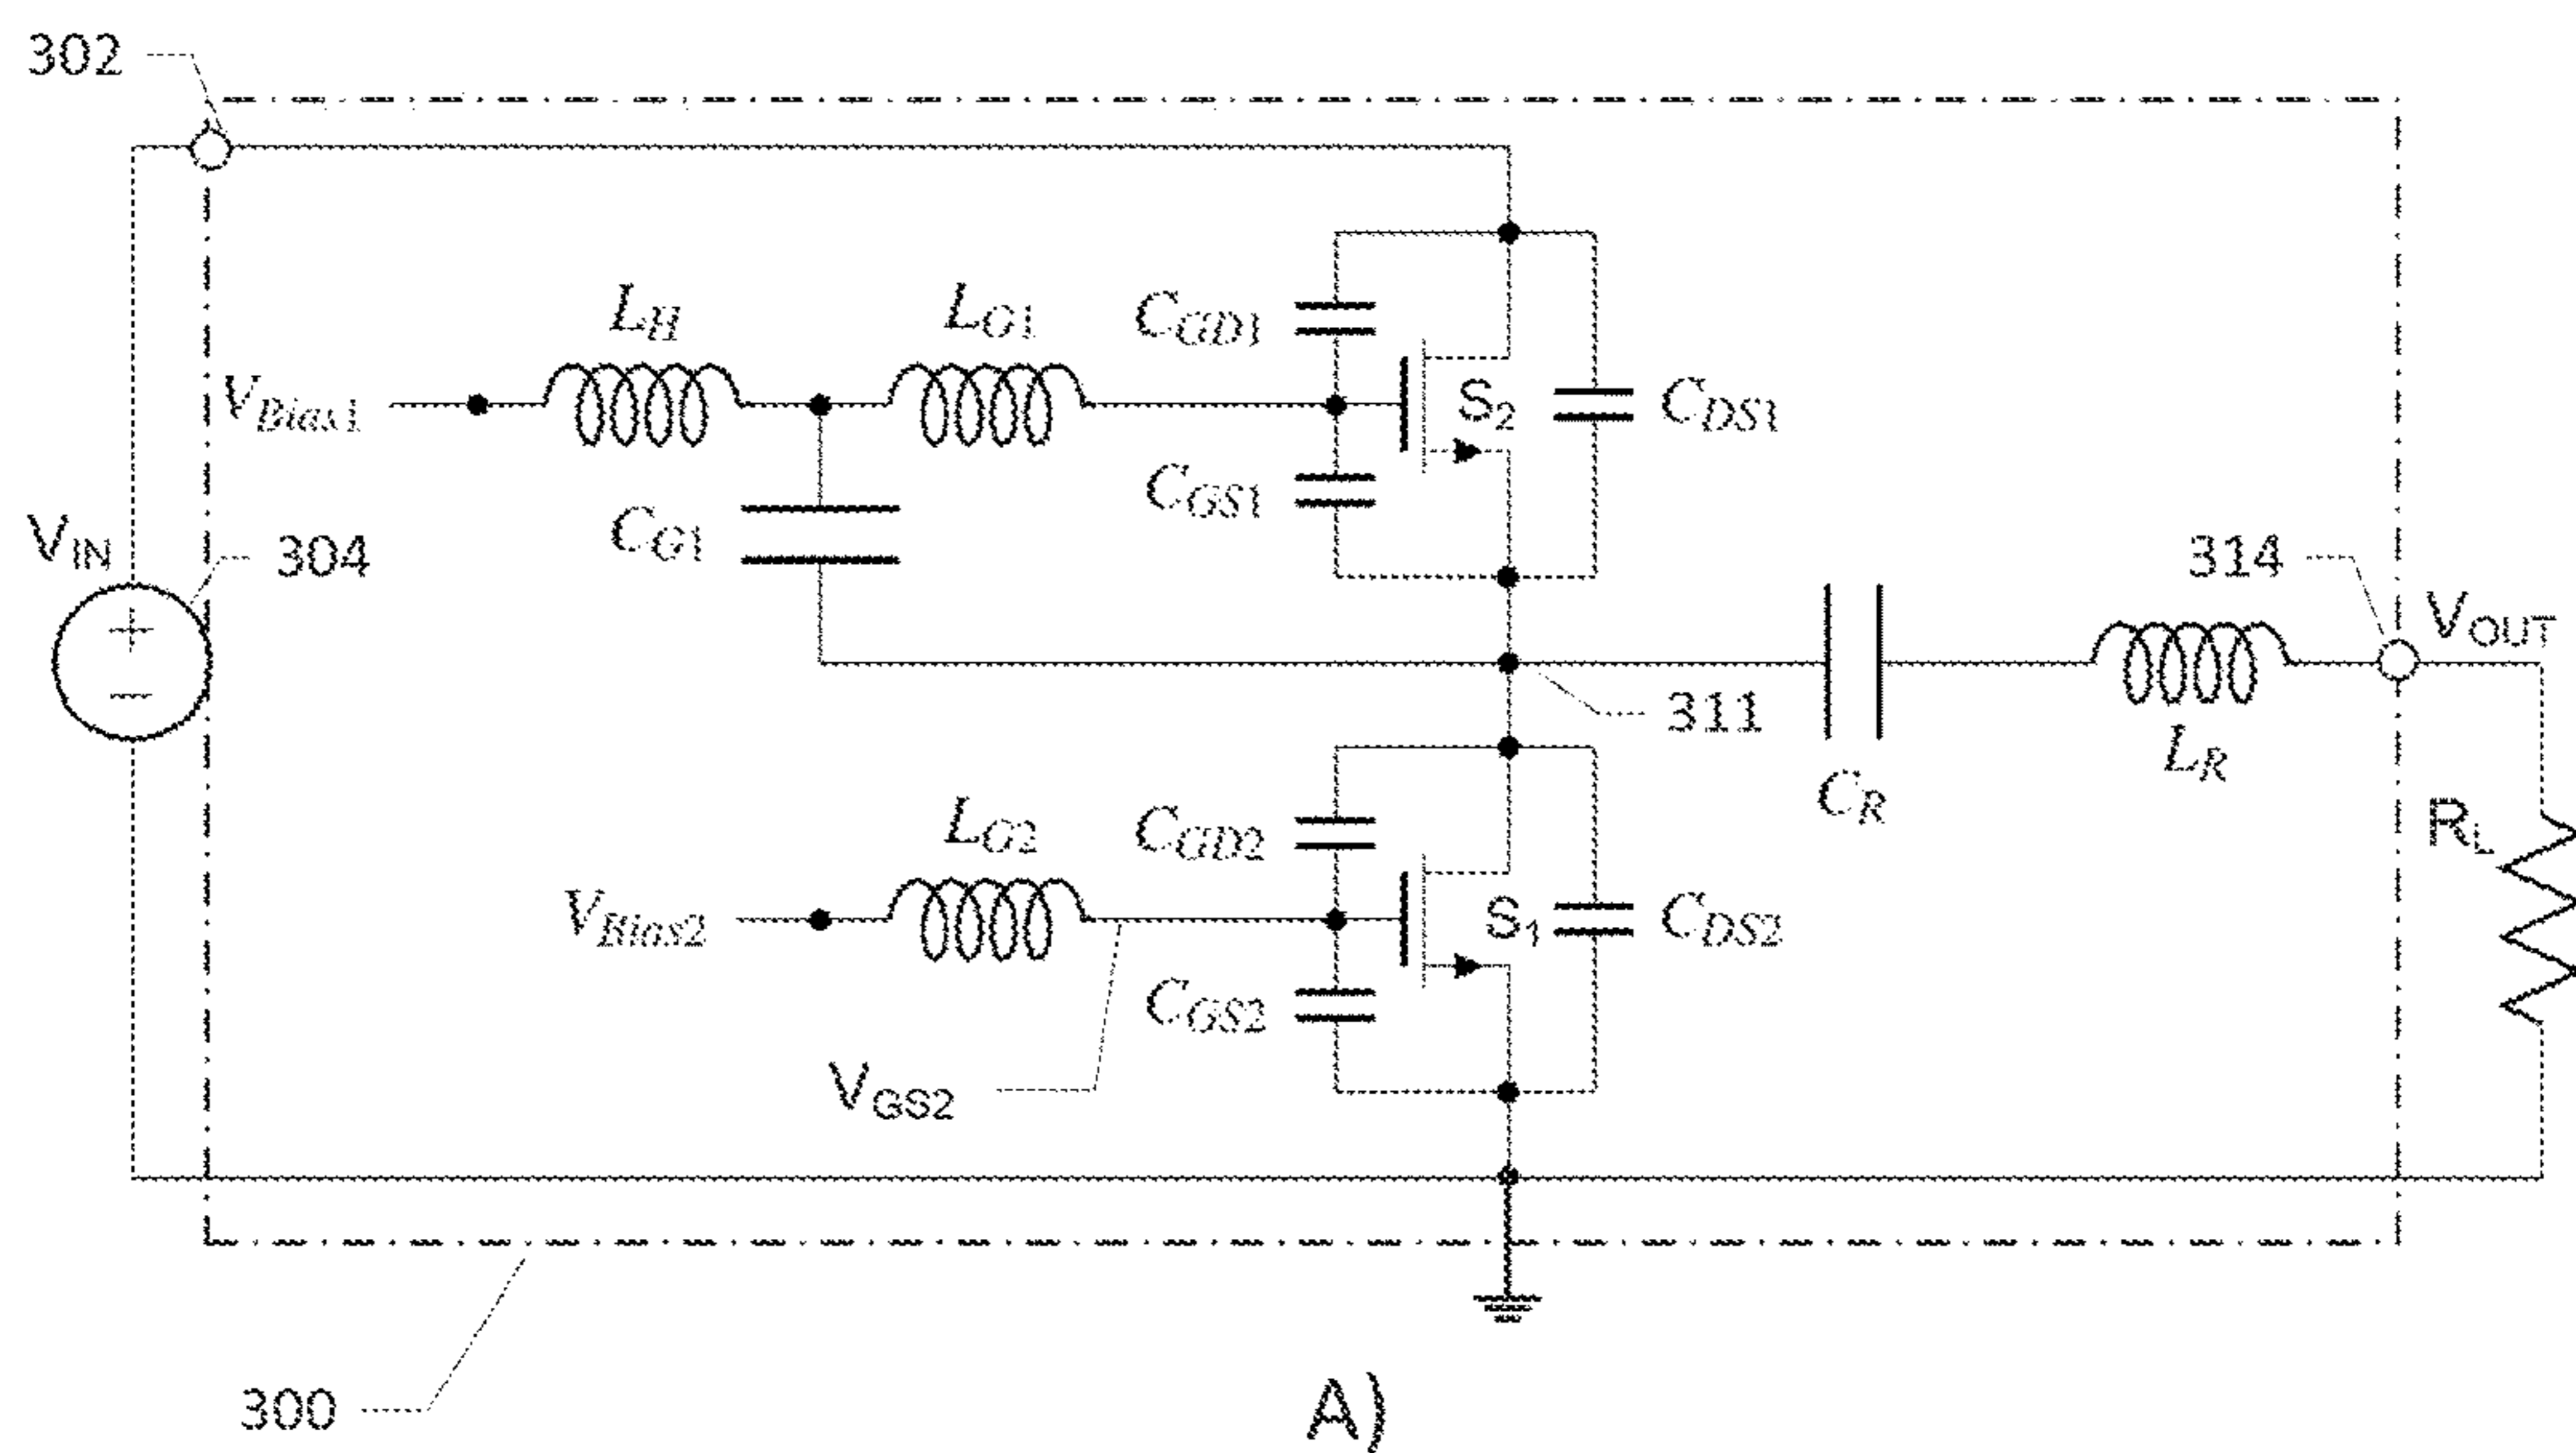 302
L_H
L_G1
C_GD1
V_Bias1
S_2
C_DS1
C_GS1
V_IN
304
C_G1
314
V_OUT
311
L_R
C_R
L_G2
C_GD2
R_L
V_Bias2
S_1
C_DS2
C_GS2
V_GS2
300
A)